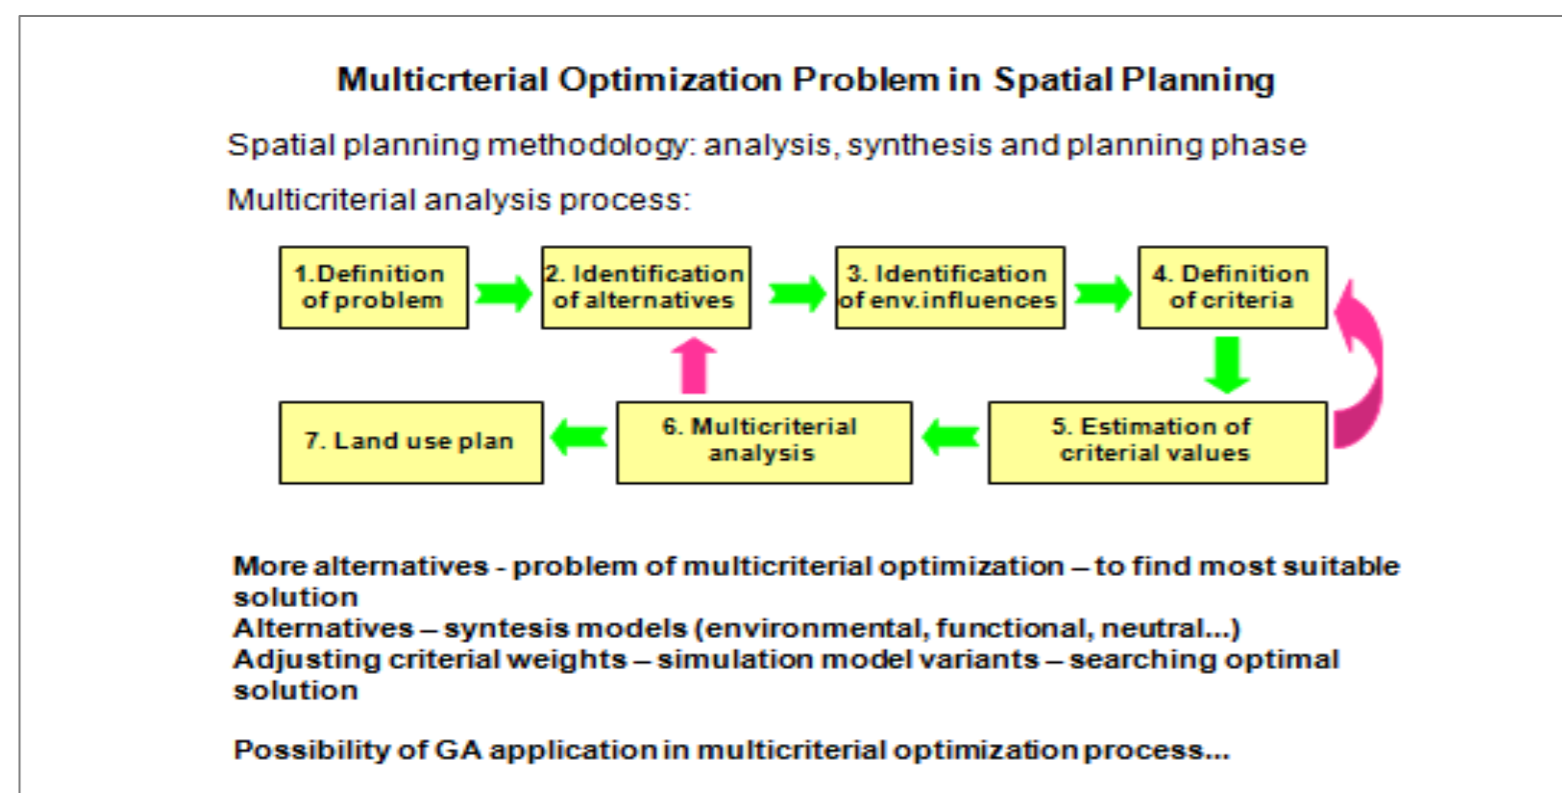 Multicrterial Optimization Problem in Spatial Planning
Spatial planning methodology: analysis, synthesis and planning phase
Multicriterial analysis process:
1.Definition
of problem
2. Identification
of alternatives
3. Identification
of env.influences
4. Definition
of criteria
7. Land use plan
6. Multicriterial
analysis
5. Estimation of
criterial values
More alternatives - problem of multicriterial optimization – to find most suitable
solution
Alternatives – syntesis models (environmental, functional, neutral...)
Adjusting criterial weights – simulation model variants – searching optimal
solution
Possibility of GA application in multicriterial optimization process...